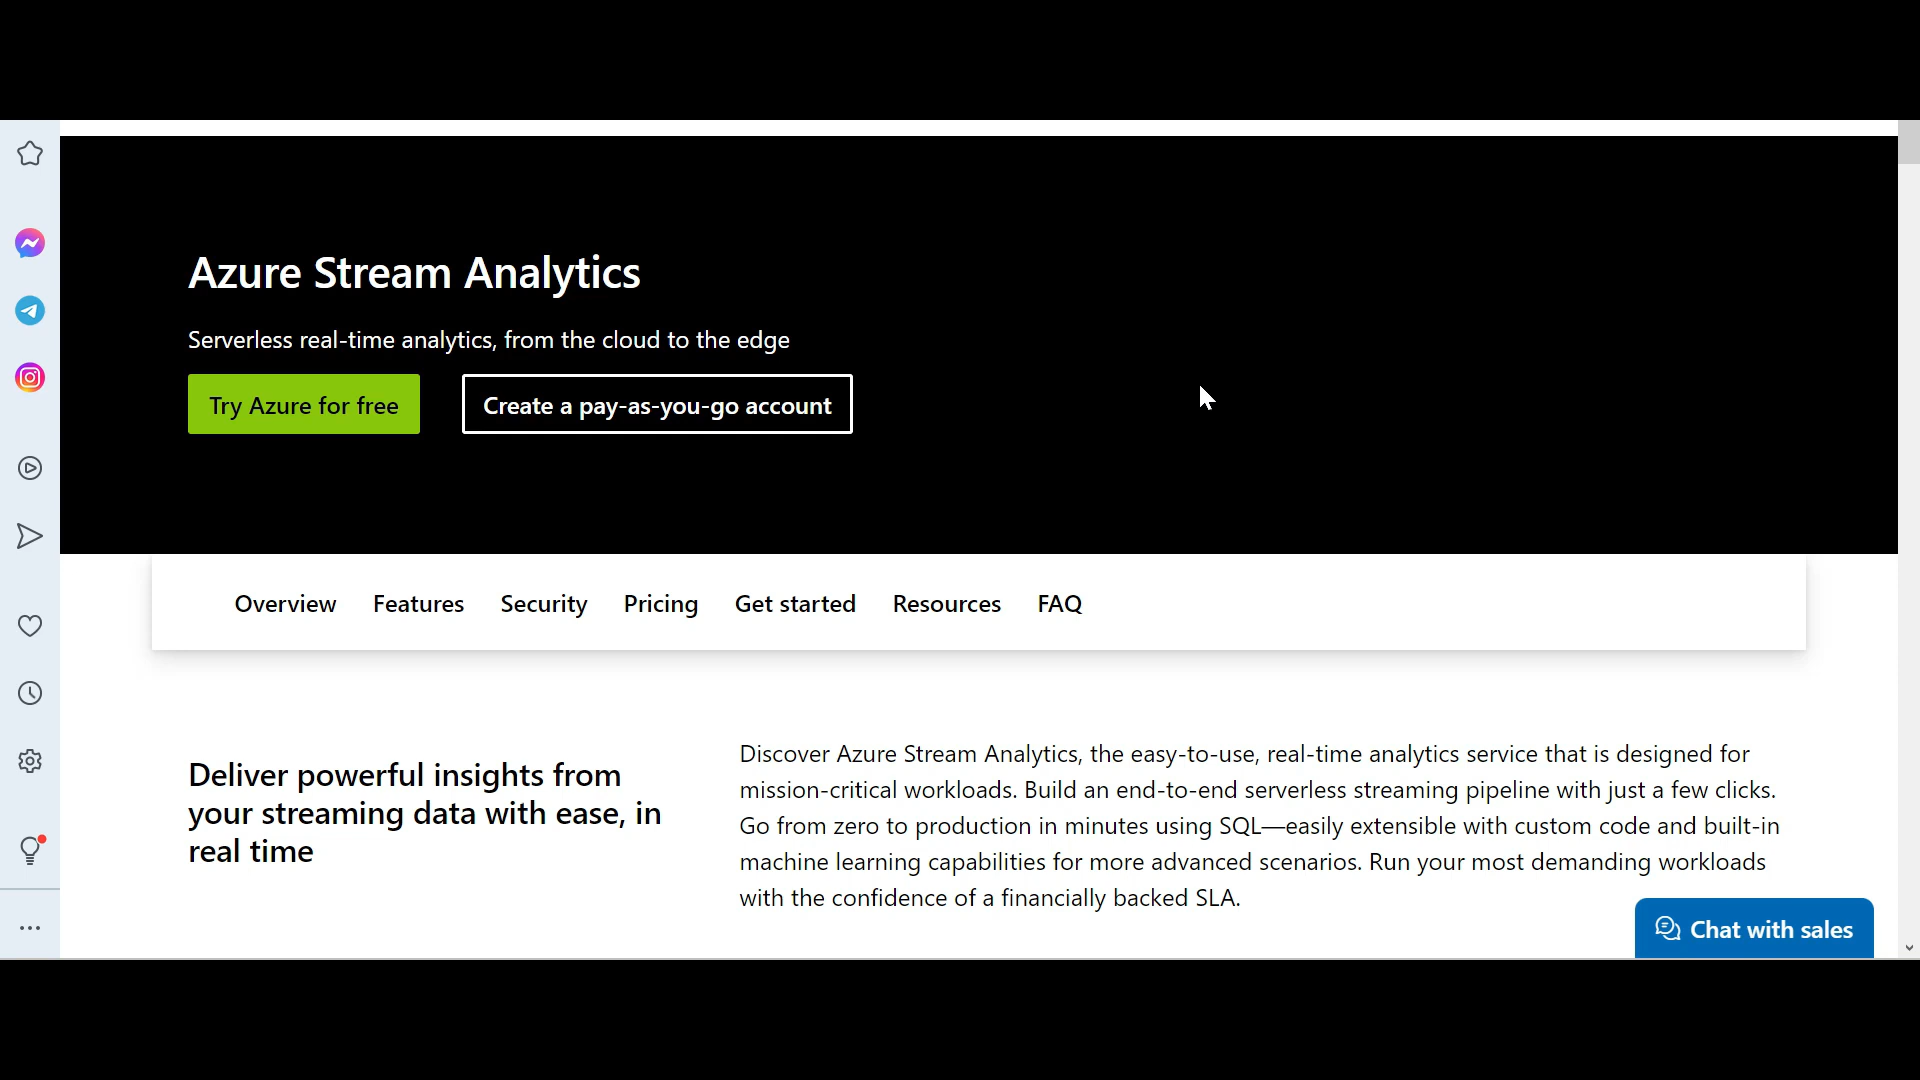 Azure Stream Analytics
Serverless real-time analytics, from the cloud to the edge
Try Azure for free
Create a pay-as-you-go account
Overview
Features
Security
Pricing
Get started
Resources
FAQ
Deliver powerful insights from
your streaming data with ease, in
real time
Discover Azure Stream Analytics, the easy-to-use, real-time analytics service that is designed for
mission-critical workloads. Build an end-to-end serverless streaming pipeline with just a few clicks.
Go from zero to production in minutes using SQL—easily extensible with custom code and built-in
machine learning capabilities for more advanced scenarios. Run your most demanding workloads
with the confidence of a financially backed SLA.
Chat with sales